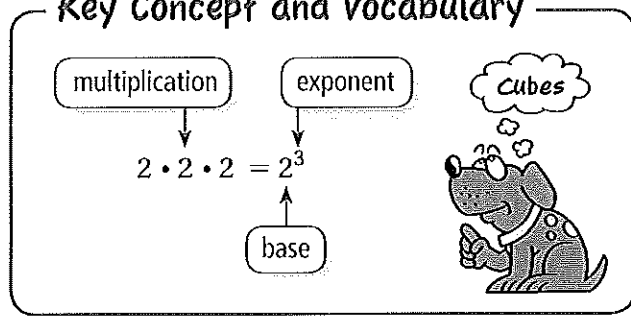 Key Concept and Vocabulary
multiplication
exponent
Cubes
2 • 2 • 2 = 2³
base